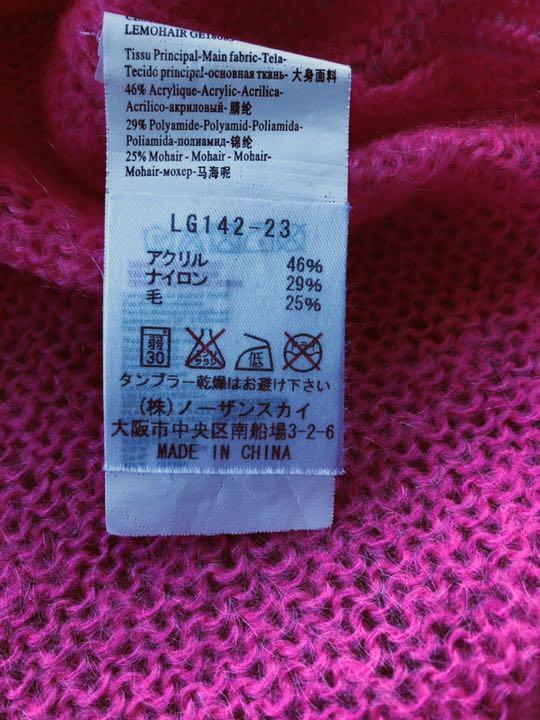 LEMOHAIR
Tissu Principal-Main fabric-Tela-
Tecido principal-основная ткань-大身面料
46% Acrylique-Acrylic-Acrilica-
Acrilico-акриловый-腈纶
29% Polyamide-Polyamid-Poliamida-
Poliamida-полиамид-锦纶
25% Mohair - Mohair - Mohair-
Mohair-мохер-马海呢
LG142-23
アクリル 46%
ナイロン 29%
毛 25%
弱 30 低
タンブラー乾燥はお避け下さい
(株)ノーザンスカイ
大阪市中央区南船場3-2-6
MADE IN CHINA